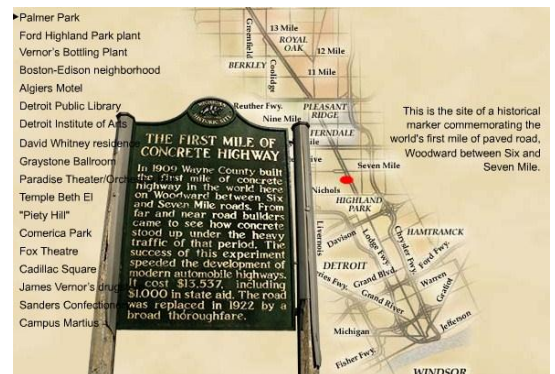 Palmer Park
Ford Highland Park plant
Vernor's Bottling Plant
Boston-Edison neighborhood
Algiers Motel
Detroit Public Library
Detroit Institute of Arts
David Whitney residence
Graystone Ballroom
Paradise Theater/Orche
Temple Beth El
"Piety Hill"
Comerica Park
Fox Theatre
Cadillac Square
James Vernor's drug
Sanders Confectione
Campus Martius
THE FIRST MILE OF
CONCRETE HIGHWAY
In 1909 Wayne County built
the first mile of concrete
highway in the world here
on Woodward between Six
and Seven Mile roads. From
far and near road builders
came to see how concrete
stood up under the heavy
traffic of that period. The
success of this experiment
speeded the development of
modern automobile highways.
It cost $13,537, including
$1,000 in state aid. The road
was replaced in 1922 by a
broad thoroughfare.
13 Mile
ROYAL
OAK
12 Mile
Greenfield
Coolidge
BERKLEY
11 Mile
Reuther Fwy.
PLEASANT
RIDGE
Nine Mile
FERNDALE
Seven Mile
Nichols
HIGHLAND
PARK
HAMTRAMCK
Livernois
Davison
Lodge Fwy.
Chrysler Fwy.
Ford Fwy.
DETROIT
Grand Blvd.
Warren
Gratiot
Grand River
Jefferson
Michigan
Fisher Fwy.
WINDSOR
This is the site of a historical
marker commemorating the
world's first mile of paved road,
Woodward between Six and
Seven Mile.